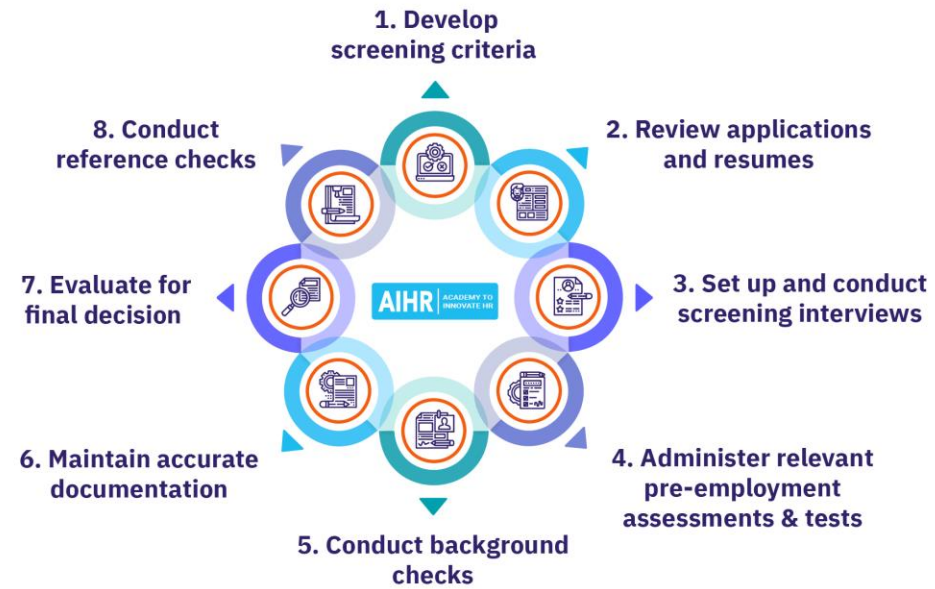 1. Develop
screening criteria
2. Review applications
and resumes
3. Set up and conduct
screening interviews
4. Administer relevant
pre-employment
assessments & tests
5. Conduct background
checks
6. Maintain accurate
documentation
7. Evaluate for
final decision
8. Conduct
reference checks
AIHR
ACADEMY TO
INNOVATE HR